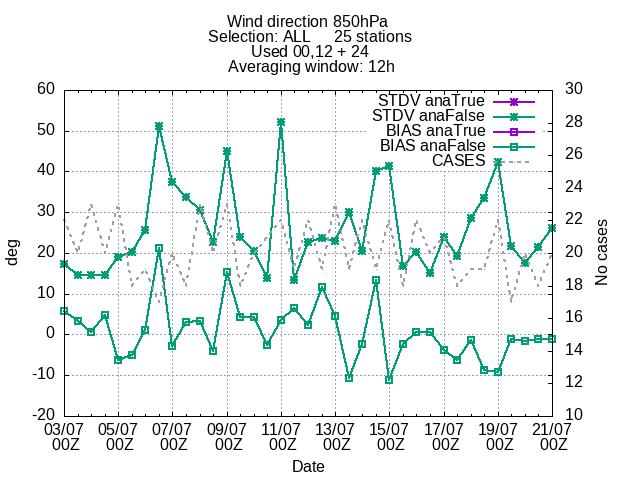 Wind direction 850hPa
Selection: ALL 25 stations
Used 00,12 + 24
Averaging window: 12h
STDV anaTrue
STDV anaFalse
BIAS anaTrue
BIAS anaFalse
CASES
60
50
40
30
20
10
0
-10
-20
deg
30
28
26
24
22
20
18
16
14
12
10
No cases
03/07 05/07 07/07 09/07 11/07 13/07 15/07 17/07 19/07 21/07
00Z 00Z 00Z 00Z 00Z 00Z 00Z 00Z 00Z 00Z
Date